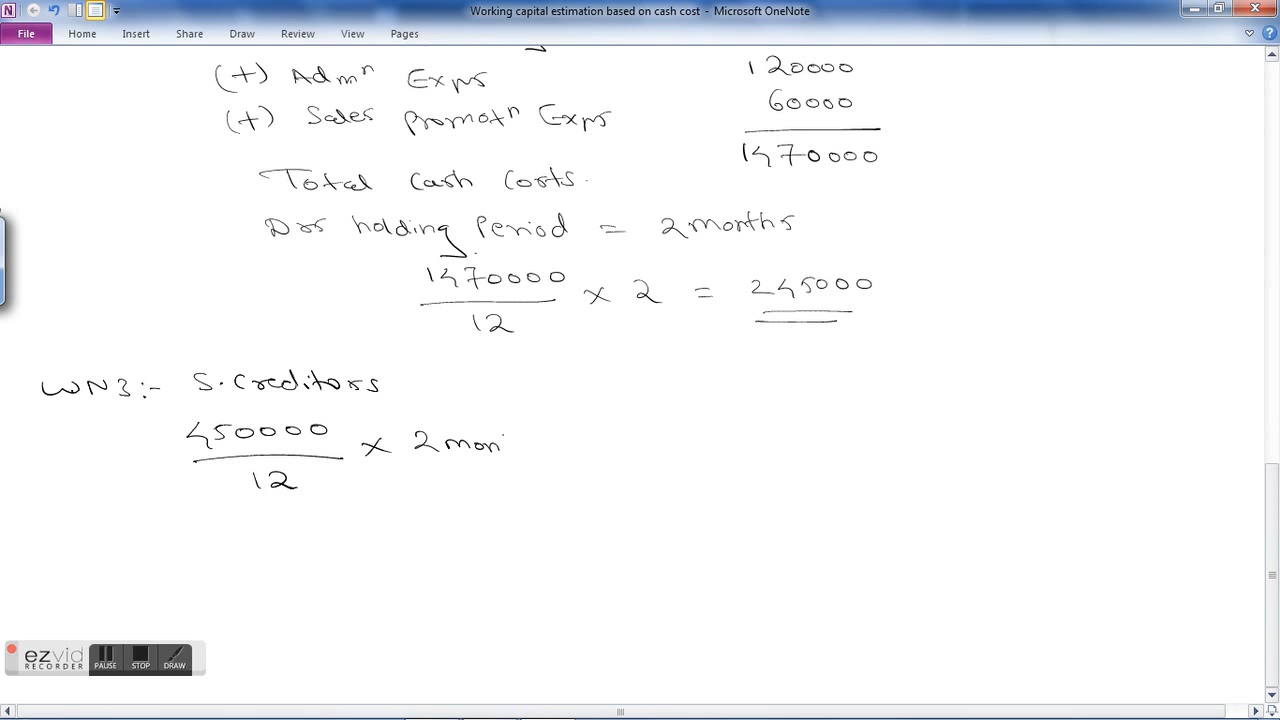 Working capital estimation based on cash cost - Microsoft OneNote
File Home Insert Share Draw Review View Pages
(+) Admn Exps 120000
(+) Sales Promotn Exps 60000
1470000
Total Cash Costs.
Drs holding Period = 2 months
1470000
12
× 2 = 245000
WN3:- S. Creditors
450000
12
× 2 mon
ezvid
RECORDER
PAUSE STOP DRAW